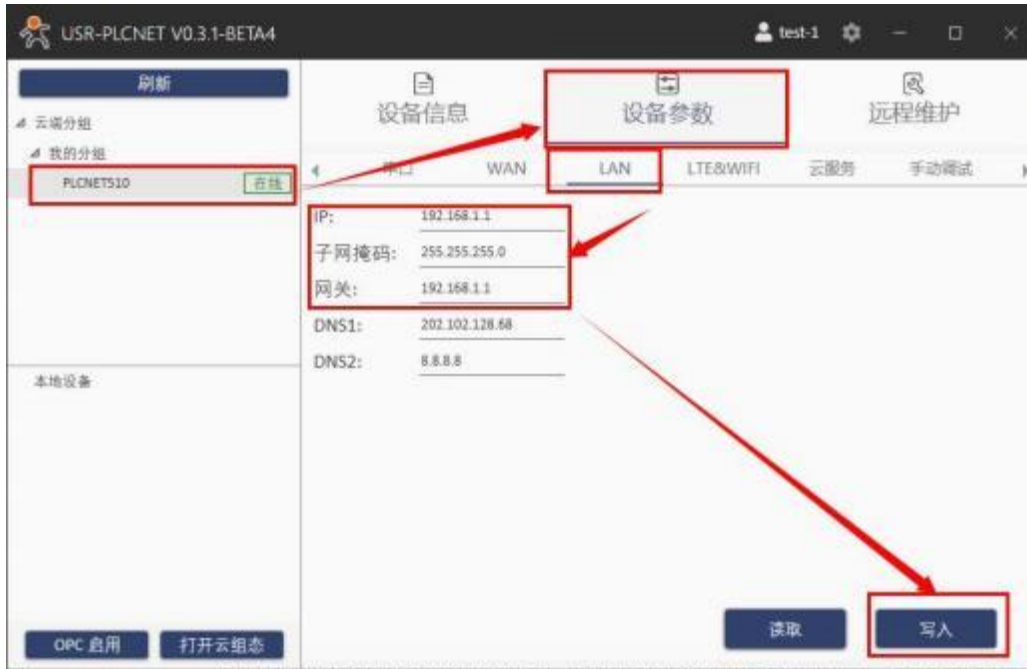 USR-PLCNET V0.3.1-BETA4
test-1
刷新
云端分组
我的分组
PLCNET510 在线
本地设备
OPC 启用 打开云组态
设备信息 设备参数 远程维护
串口 WAN LAN LTE&WIFI 云服务 手动调试
IP: 192.168.1.1
子网掩码: 255.255.255.0
网关: 192.168.1.1
DNS1: 202.102.128.68
DNS2: 8.8.8.8
读取 写入